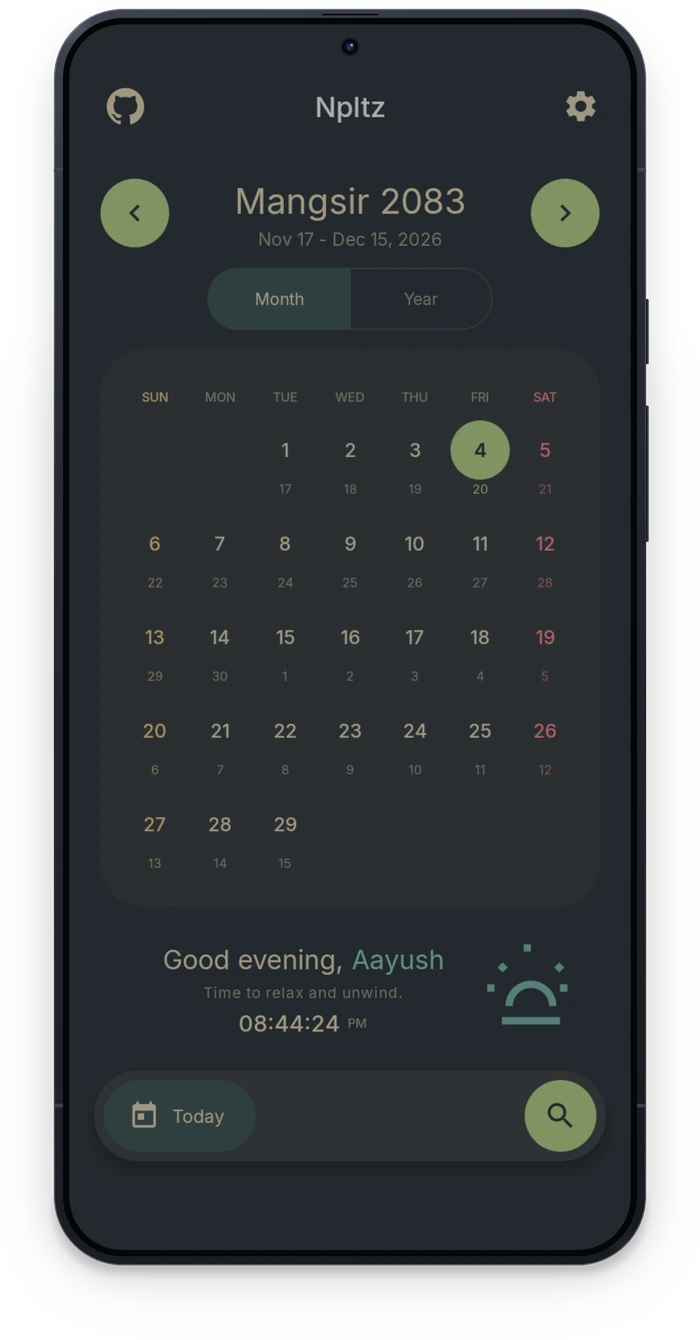 Npltz
Mangsir 2083
Nov 17 - Dec 15, 2026
Month Year
SUN MON TUE WED THU FRI SAT
1 2 3 4 5
17 18 19 20 21
6 7 8 9 10 11 12
22 23 24 25 26 27 28
13 14 15 16 17 18 19
29 30 1 2 3 4 5
20 21 22 23 24 25 26
6 7 8 9 10 11 12
27 28 29
13 14 15
Good evening, Aayush
Time to relax and unwind.
08:44:24 PM
Today